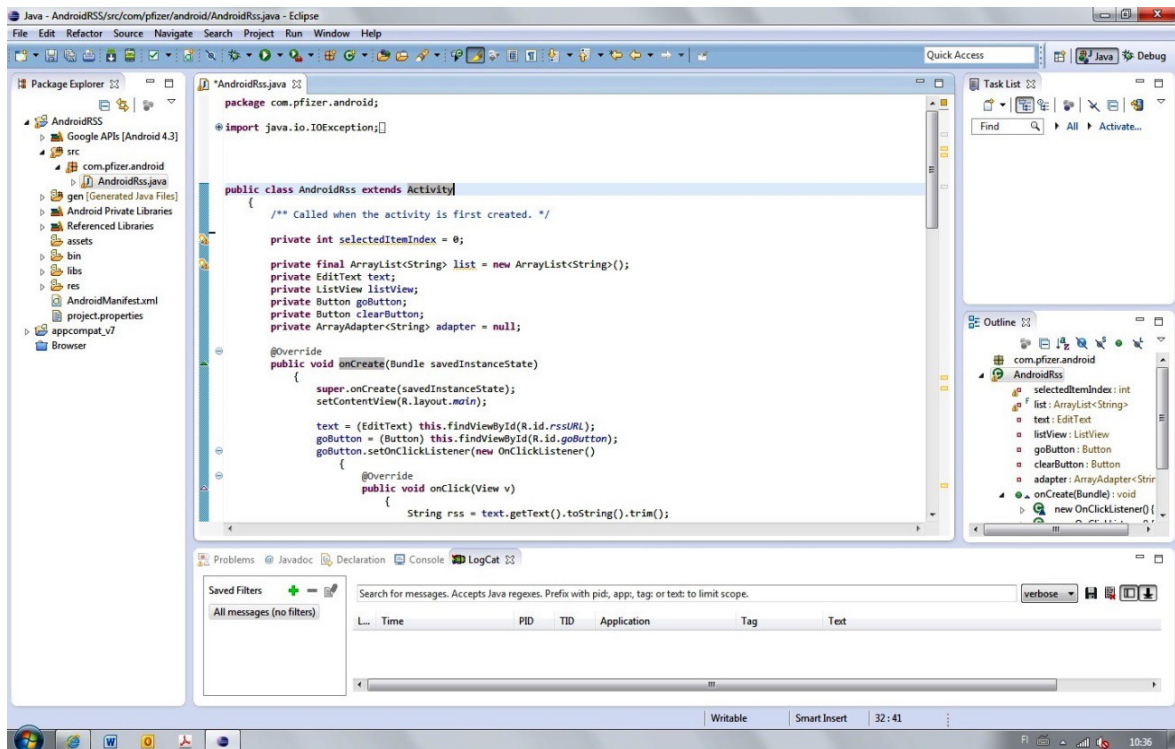 Java - AndroidRSS/src/com/pfizer/android/AndroidRss.java - Eclipse
File Edit Refactor Source Navigate Search Project Run Window Help
Quick Access
Java
Debug
Package Explorer
AndroidRSS
Google APIs [Android 4.3]
src
com.pfizer.android
AndroidRss.java
gen [Generated Java Files]
Android Private Libraries
Referenced Libraries
assets
bin
libs
res
AndroidManifest.xml
project.properties
appcompat_v7
Browser
*AndroidRss.java
package com.pfizer.android;
import java.io.IOException;
public class AndroidRss extends Activity
{
/** Called when the activity is first created. */
private int selectedItemIndex = 0;
private final ArrayList<String> list = new ArrayList<String>();
private EditText text;
private ListView listView;
private Button goButton;
private Button clearButton;
private ArrayAdapter<String> adapter = null;
@Override
public void onCreate(Bundle savedInstanceState)
{
super.onCreate(savedInstanceState);
setContentView(R.layout.main);
text = (EditText) this.findViewById(R.id.rssURL);
goButton = (Button) this.findViewById(R.id.goButton);
goButton.setOnClickListener(new OnClickListener()
{
@Override
public void onClick(View v)
{
String rss = text.getText().toString().trim();
Task List
Find All Activate...
Outline
com.pfizer.android
AndroidRss
selectedItemIndex : int
list : ArrayList<String>
text : EditText
listView : ListView
goButton : Button
clearButton : Button
adapter : ArrayAdapter<Strir
onCreate(Bundle) : void
new OnClickListener() {
Problems @ Javadoc Declaration Console LogCat
Saved Filters
All messages (no filters)
Search for messages. Accepts Java regexes. Prefix with pid:, app:, tag: or text: to limit scope.
verbose
L... Time PID TID Application Tag Text
Writable Smart Insert 32 : 41
FI 10:36